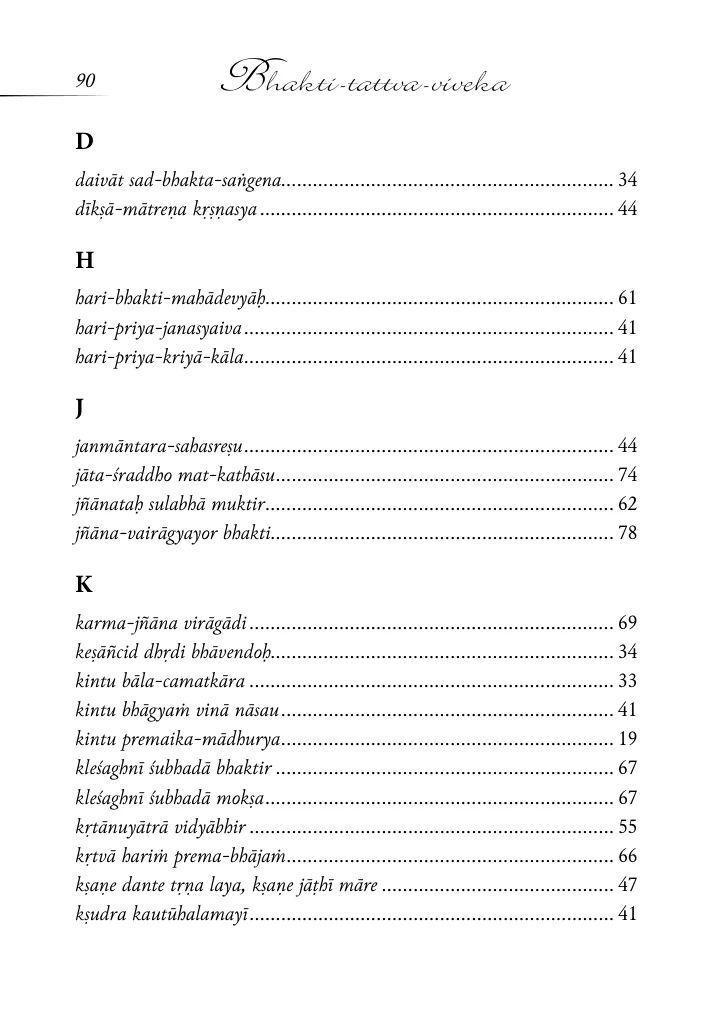 90
Bhakti-tattva-viveka
D
daivāt sad-bhakta-saṅgena................................................................ 34
dīkṣā-mātreṇa kṛṣṇasya .................................................................... 44
H
hari-bhakti-mahādevyāḥ................................................................... 61
hari-priya-janasyaiva ....................................................................... 41
hari-priya-kriyā-kāla....................................................................... 41
J
janmāntara-sahasreṣu....................................................................... 44
jāta-śraddho mat-kathāsu................................................................. 74
jñānataḥ sulabhā muktir................................................................... 62
jñāna-vairāgyayor bhakti.................................................................. 78
K
karma-jñāna virāgādi ...................................................................... 69
keṣāñcid dhṛdi bhāvendoḥ.................................................................. 34
kintu bāla-camatkāra ...................................................................... 33
kintu bhāgyaṁ vinā nāsau ................................................................ 41
kintu premaika-mādhurya................................................................ 19
kleśaghnī śubhadā bhaktir ................................................................. 67
kleśaghnī śubhadā mokṣa................................................................... 67
kṛtānuyātrā vidyābhir ...................................................................... 55
kṛtvā hariṁ prema-bhājaṁ............................................................... 66
kṣaṇe dante tṛṇa laya, kṣaṇe jāṭhī māre ............................................. 47
kṣudra kautūhalamayī...................................................................... 41